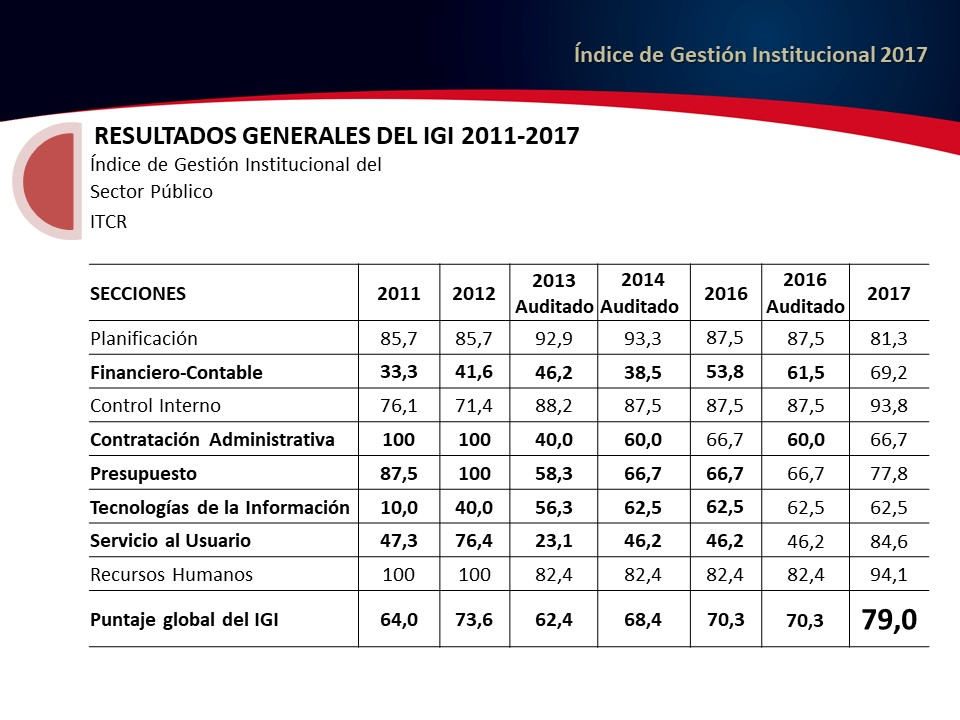 Índice de Gestión Institucional 2017
RESULTADOS GENERALES DEL IGI 2011-2017
Índice de Gestión Institucional del
Sector Público
ITCR
SECCIONES 2011 2012 2013 Auditado 2014 Auditado 2016 2016 Auditado 2017
Planificación 85,7 85,7 92,9 93,3 87,5 87,5 81,3
Financiero-Contable 33,3 41,6 46,2 38,5 53,8 61,5 69,2
Control Interno 76,1 71,4 88,2 87,5 87,5 87,5 93,8
Contratación Administrativa 100 100 40,0 60,0 66,7 60,0 66,7
Presupuesto 87,5 100 58,3 66,7 66,7 66,7 77,8
Tecnologías de la Información 10,0 40,0 56,3 62,5 62,5 62,5 62,5
Servicio al Usuario 47,3 76,4 23,1 46,2 46,2 46,2 84,6
Recursos Humanos 100 100 82,4 82,4 82,4 82,4 94,1
Puntaje global del IGI 64,0 73,6 62,4 68,4 70,3 70,3 79,0